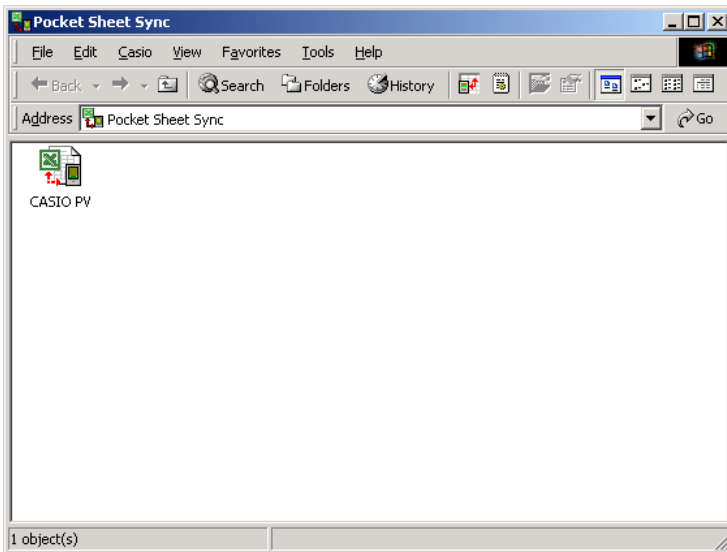 Pocket Sheet Sync
File Edit Casio View Favorites Tools Help
Back Search Folders History
Address Pocket Sheet Sync Go
CASIO PV
1 object(s)